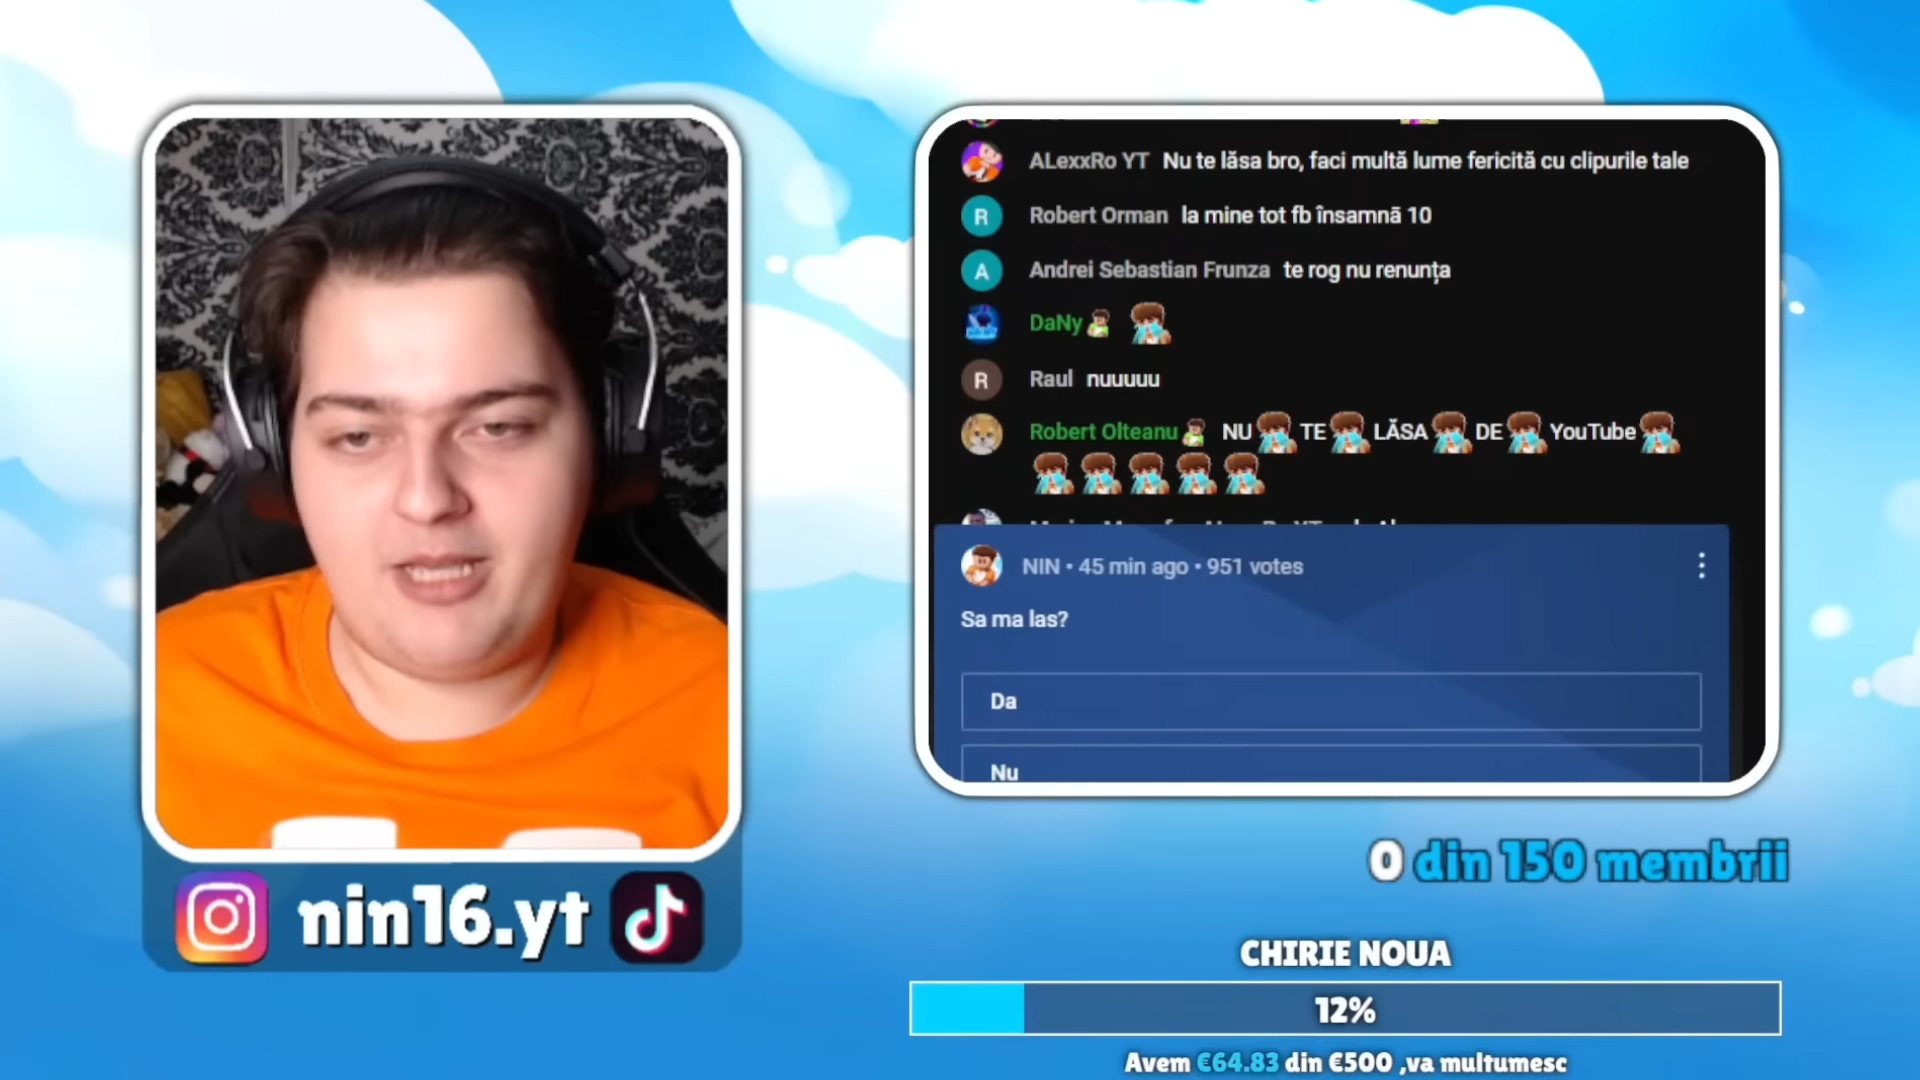 ALexxRo YT Nu te lăsa bro, faci multă lume fericită cu clipurile tale
R Robert Orman la mine tot fb însamnă 10
A Andrei Sebastian Frunza te rog nu renunța
DaNy
R Raul nuuuuu
Robert Olteanu NU TE LĂSA DE YouTube
NIN • 45 min ago • 951 votes
Sa ma las?
Da
Nu
nin16.yt
0 din 150 membrii
CHIRIE NOUA
12%
Avem €64.83 din €500 ,va multumesc